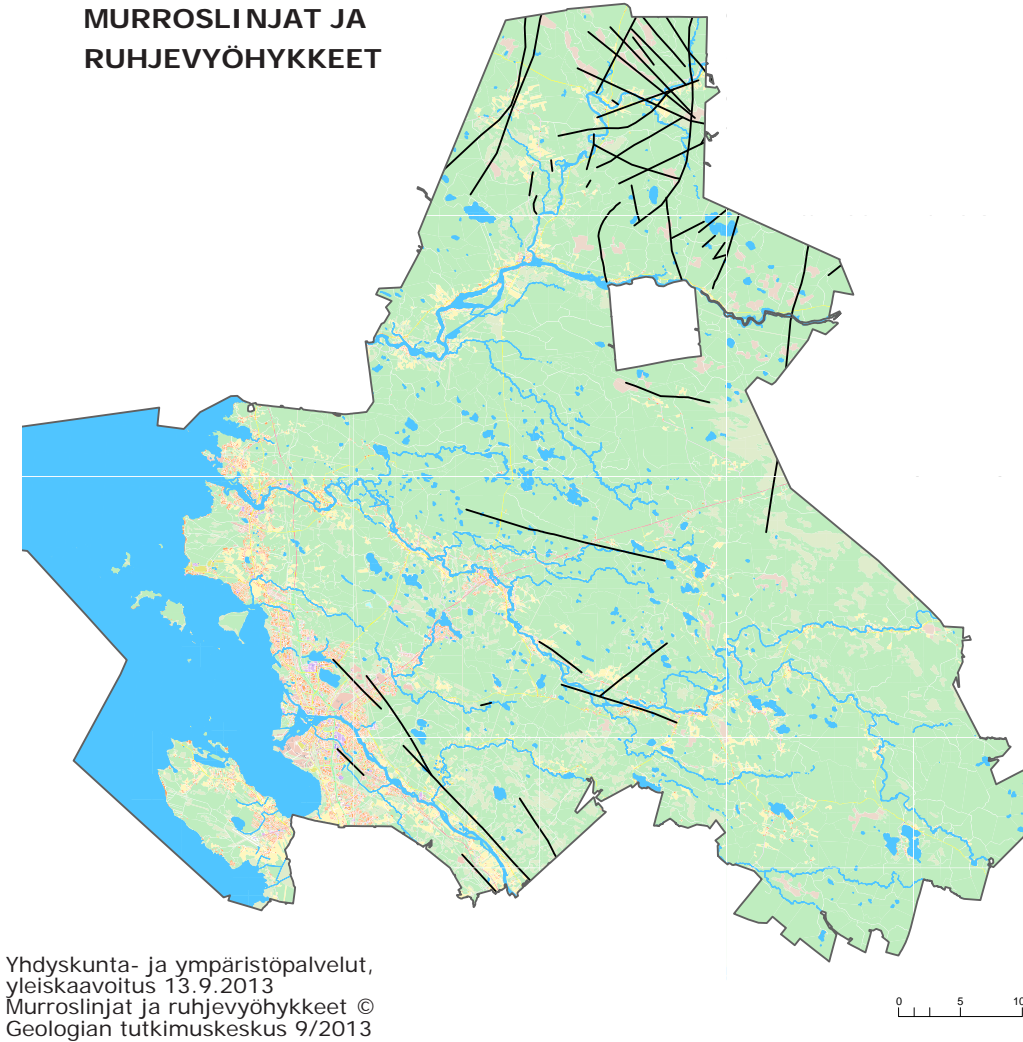 MURROSLINJAT JA
RUHJEVYÖHYKKEET
Yhdyskunta- ja ympäristöpalvelut,
yleiskaavoitus 13.9.2013
Murroslinjat ja ruhjevyöhykkeet ©
Geologian tutkimuskeskus 9/2013
0 5 10